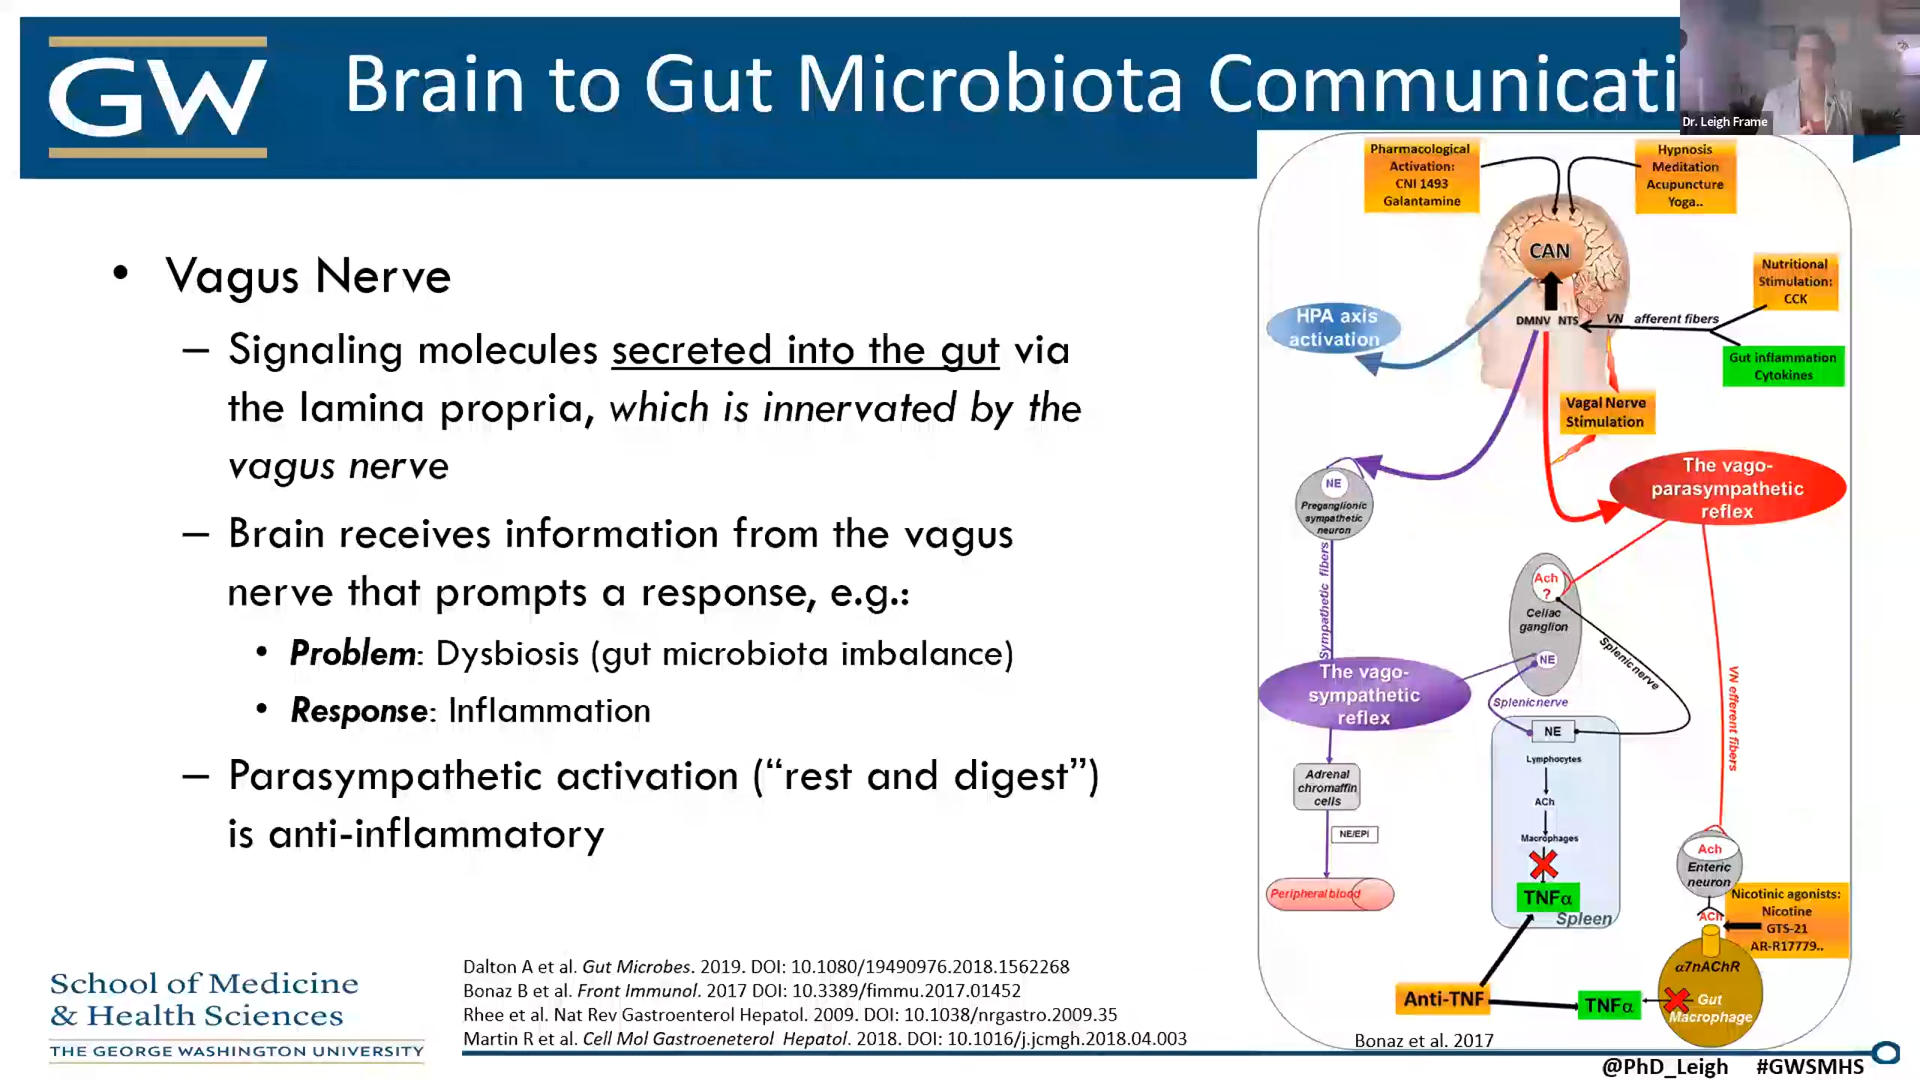 GW
Brain to Gut Microbiota Communicati
Dr. Leigh Frame
• Vagus Nerve
– Signaling molecules secreted into the gut via
the lamina propria, which is innervated by the
vagus nerve
– Brain receives information from the vagus
nerve that prompts a response, e.g.:
• Problem: Dysbiosis (gut microbiota imbalance)
• Response: Inflammation
– Parasympathetic activation (“rest and digest”)
is anti-inflammatory
Pharmacological
Activation:
CNI 1493
Galantamine
Hypnosis
Meditation
Acupuncture
Yoga..
CAN
Nutritional
Stimulation:
CCK
HPA axis
activation
DMNV NTS
VN afferent fibers
Gut inflammation
Cytokines
Vagal Nerve
Stimulation
The vago-
parasympathetic
reflex
NE
Preganglionic
sympathetic
neuron
Sympathetic fibers
Ach
?
Celiac
ganglion
NE
Splenic nerve
VN efferent fibers
The vago-
sympathetic
reflex
Splenic nerve
NE
Lymphocytes
ACh
Macrophages
TNFα
Spleen
Adrenal
chromaffin
cells
NE/EPI
Peripheral blood
Ach
Enteric
neuron
ACh
Nicotinic agonists:
Nicotine
GTS-21
AR-R17779..
α7nAChR
Gut
Macrophage
Anti-TNF
TNFα
Bonaz et al. 2017
School of Medicine
& Health Sciences
THE GEORGE WASHINGTON UNIVERSITY
Dalton A et al. Gut Microbes. 2019. DOI: 10.1080/19490976.2018.1562268
Bonaz B et al. Front Immunol. 2017 DOI: 10.3389/fimmu.2017.01452
Rhee et al. Nat Rev Gastroenterol Hepatol. 2009. DOI: 10.1038/nrgastro.2009.35
Martin R et al. Cell Mol Gastroeneterol Hepatol. 2018. DOI: 10.1016/j.jcmgh.2018.04.003
@PhD_Leigh #GWSMHS